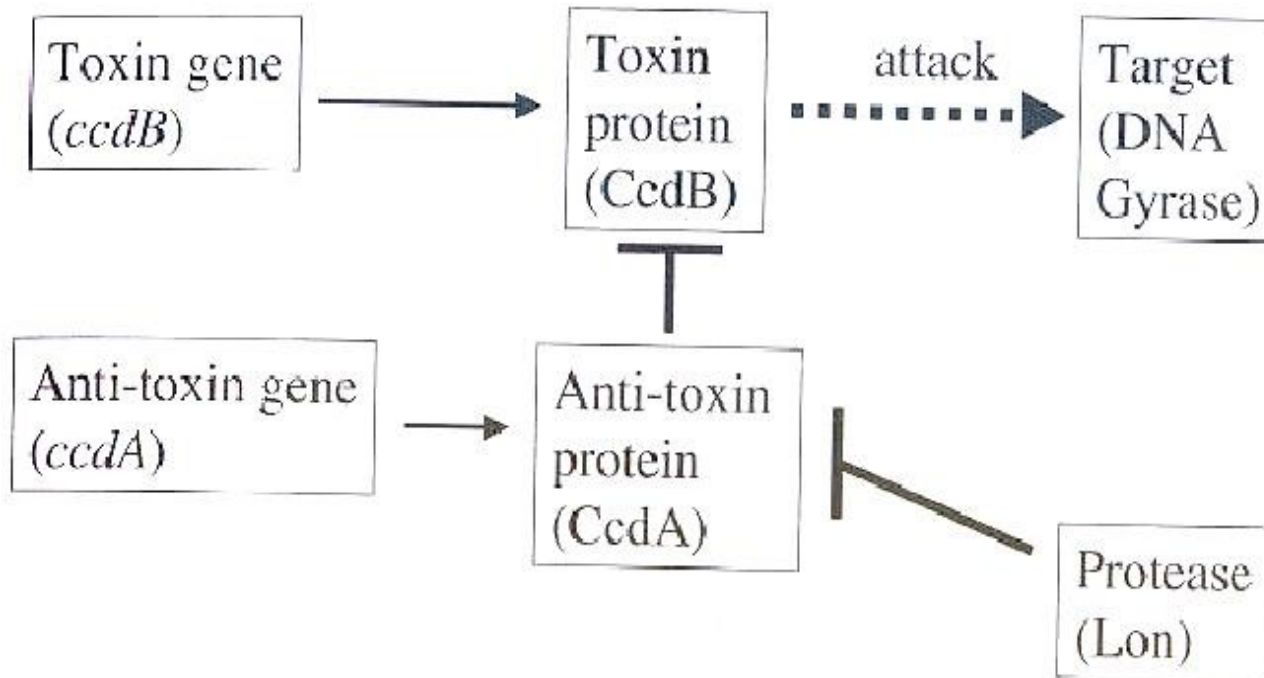 Toxin gene
(ccdB)
Toxin
protein
(CcdB)
attack
Target
(DNA
Gyrase)
Anti-toxin gene
(ccdA)
Anti-toxin
protein
(CcdA)
Protease
(Lon)